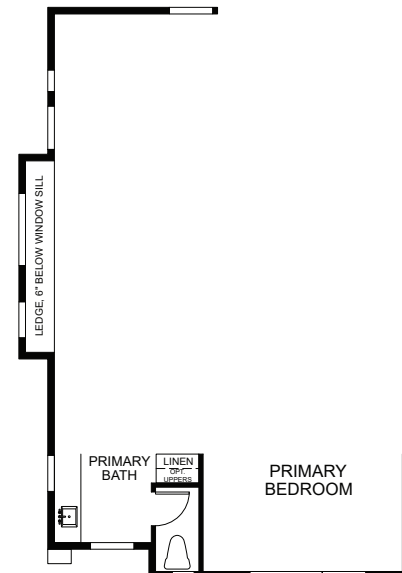 LEDGE, 6" BELOW WINDOW SILL
PRIMARY
BATH
LINEN
OPT.
UPPERS
PRIMARY
BEDROOM